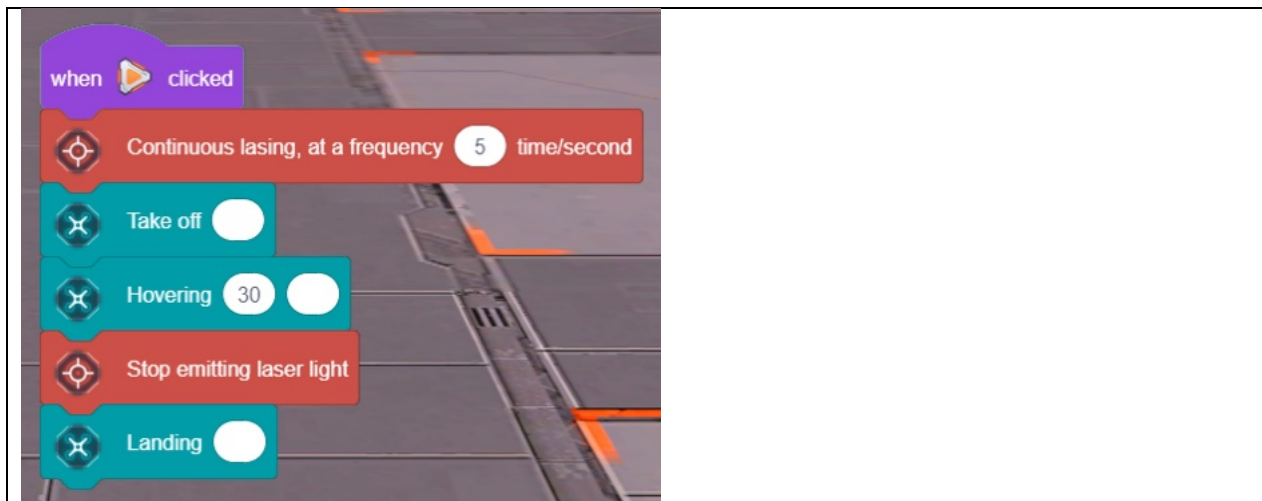 when clicked
Continuous lasing, at a frequency 5 time/second
Take off
Hovering 30
Stop emitting laser light
Landing